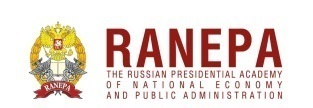 RANEPA
THE RUSSIAN PRESIDENTIAL ACADEMY
OF NATIONAL ECONOMY
AND PUBLIC ADMINISTRATION